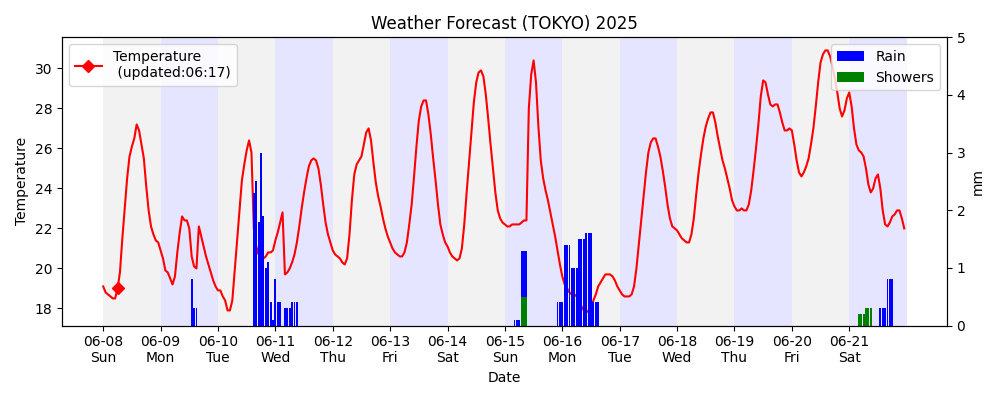 Weather Forecast (TOKYO) 2025
Temperature
(updated:06:17)
Rain
Showers
Temperature
30
28
26
24
22
20
18
5
4
3
2
1
0
mm
06-08 06-09 06-10 06-11 06-12 06-13 06-14 06-15 06-16 06-17 06-18 06-19 06-20 06-21
Sun Mon Tue Wed Thu Fri Sat Sun Mon Tue Wed Thu Fri Sat
Date